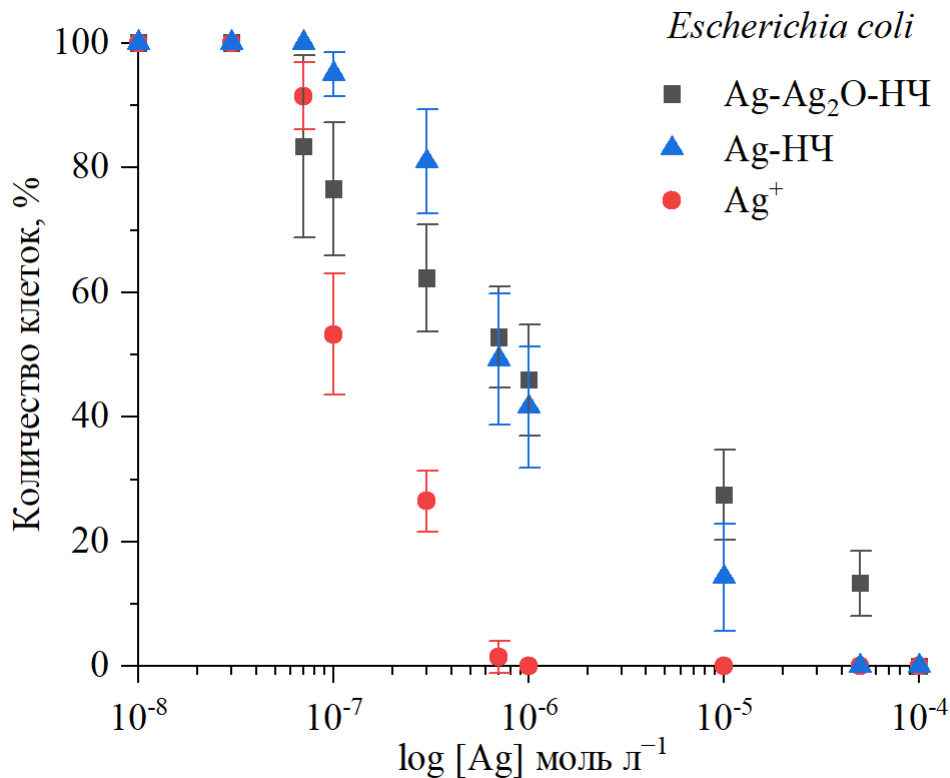 Escherichia coli
Ag-Ag₂O-НЧ
Ag-НЧ
Ag⁺
Количество клеток, %
100
80
60
40
20
0
10⁻⁸
10⁻⁷
10⁻⁶
10⁻⁵
10⁻⁴
log [Ag] моль л⁻¹